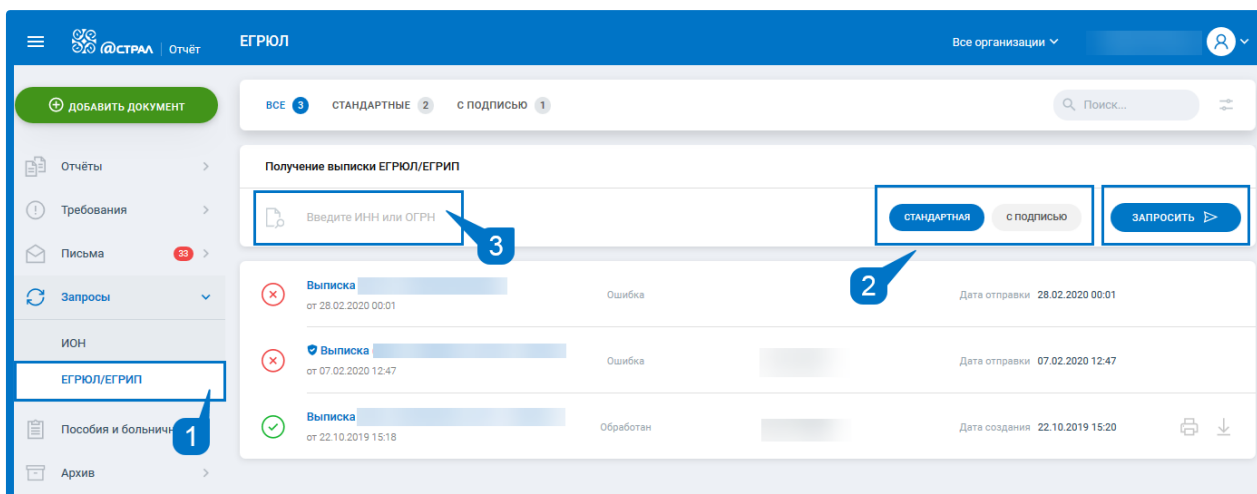 @СТРАЛ | Отчёт
ЕГРЮЛ
Все организации
ДОБАВИТЬ ДОКУМЕНТ
ВСЕ 3 СТАНДАРТНЫЕ 2 С ПОДПИСЬЮ 1
Поиск...
Отчёты
Требования
Письма 33
Запросы
ИОН
ЕГРЮЛ/ЕГРИП
1
Пособия и больничн
Архив
Получение выписки ЕГРЮЛ/ЕГРИП
Введите ИНН или ОГРН
3
СТАНДАРТНАЯ С ПОДПИСЬЮ
2
ЗАПРОСИТЬ
Выписка
от 28.02.2020 00:01
Ошибка
Дата отправки 28.02.2020 00:01
Выписка
от 07.02.2020 12:47
Ошибка
Дата отправки 07.02.2020 12:47
Выписка
от 22.10.2019 15:18
Обработан
Дата создания 22.10.2019 15:20